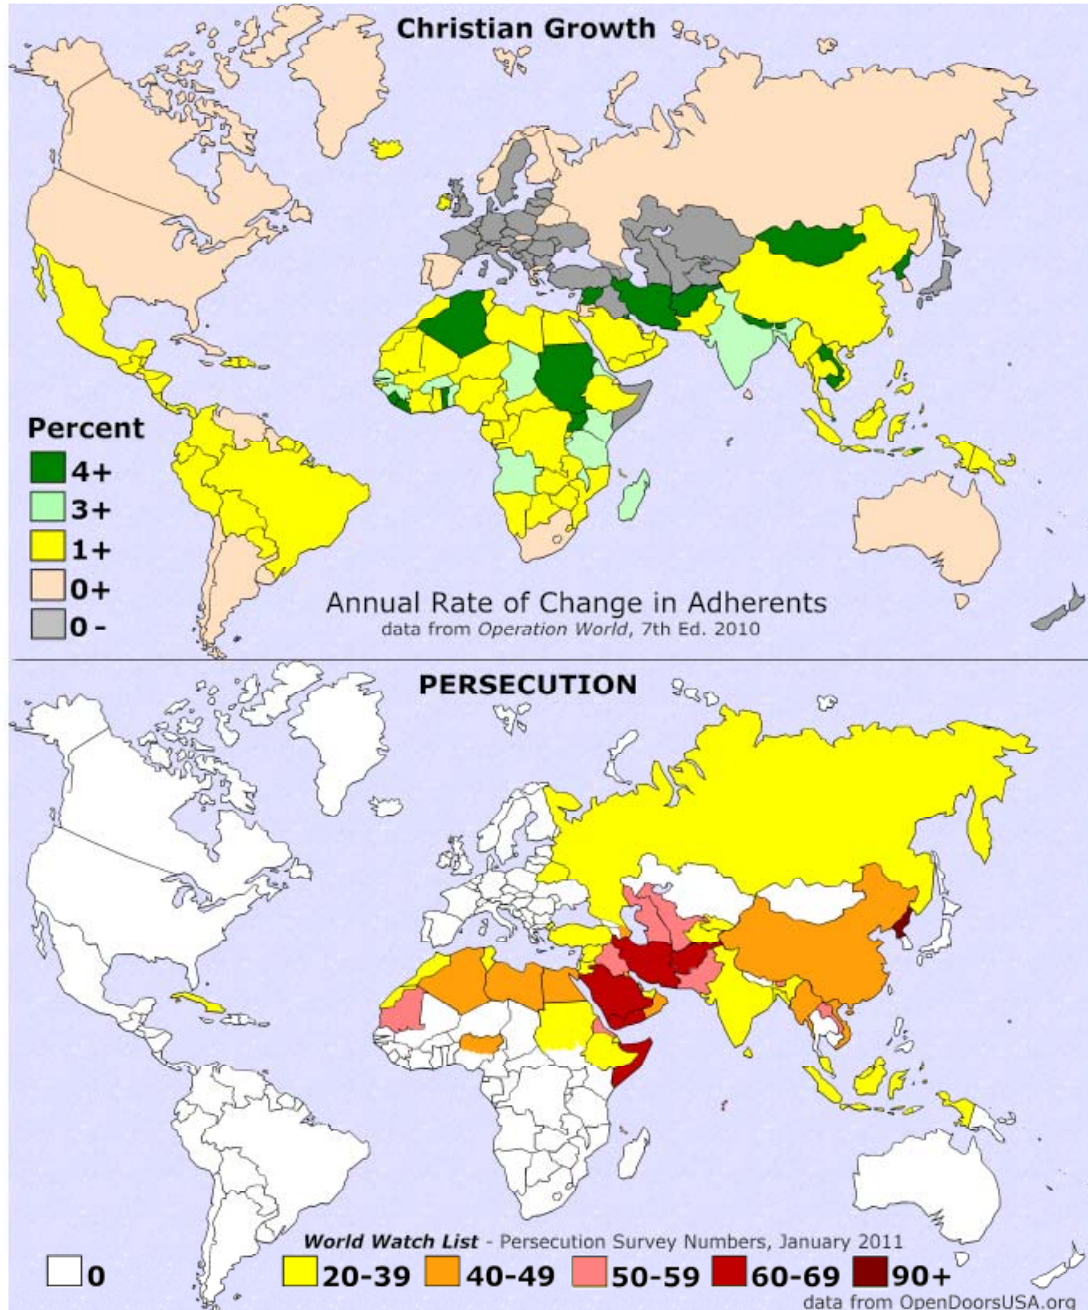 Christian Growth
Percent
4+
3+
1+
0+
0-
Annual Rate of Change in Adherents
data from Operation World, 7th Ed. 2010
PERSECUTION
World Watch List - Persecution Survey Numbers, January 2011
0 20-39 40-49 50-59 60-69 90+
data from OpenDoorsUSA.org